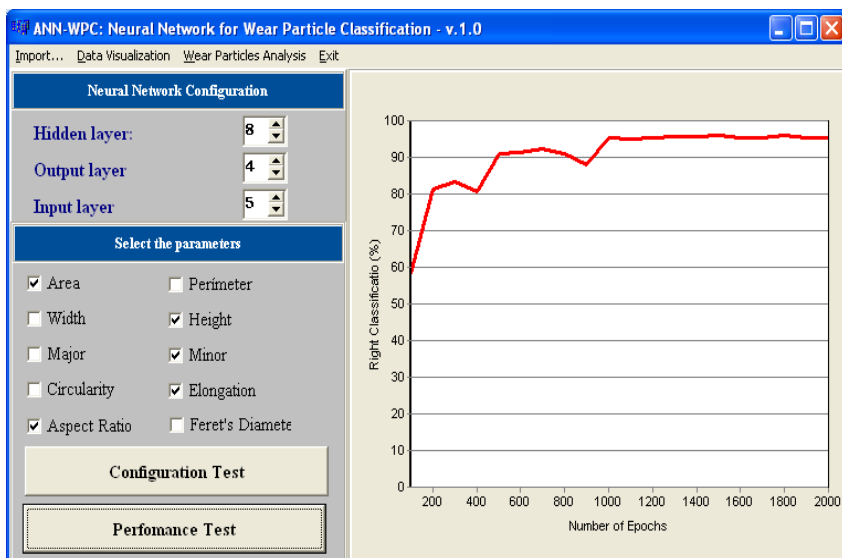 ANN-WPC: Neural Network for Wear Particle Classification - v.1.0
Import... Data Visualization Wear Particles Analysis Exit
Neural Network Configuration
Hidden layer: 8
Output layer 4
Input layer 5
Select the parameters
Area Perimeter
Width Height
Major Minor
Circularity Elongation
Aspect Ratio Feret's Diamete
Configuration Test
Perfomance Test
Right Classificatio (%)
100
90
80
70
60
50
40
30
20
10
0
200 400 600 800 1000 1200 1400 1600 1800 2000
Number of Epochs